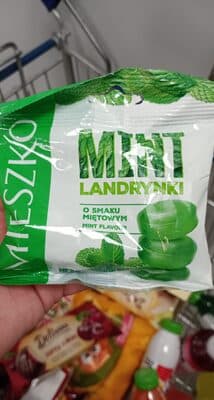 MIESZKO
MINT
LANDRYNKI
O SMAKU
MIĘTOWYM
MINT FLAVOUR